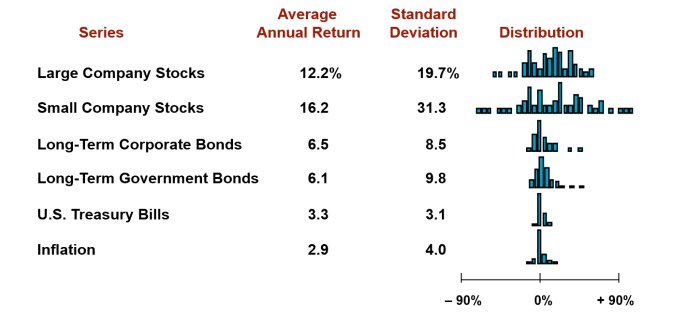 Series Average Annual Return Standard Deviation Distribution
Large Company Stocks 12.2% 19.7%
Small Company Stocks 16.2 31.3
Long-Term Corporate Bonds 6.5 8.5
Long-Term Government Bonds 6.1 9.8
U.S. Treasury Bills 3.3 3.1
Inflation 2.9 4.0
– 90% 0% + 90%